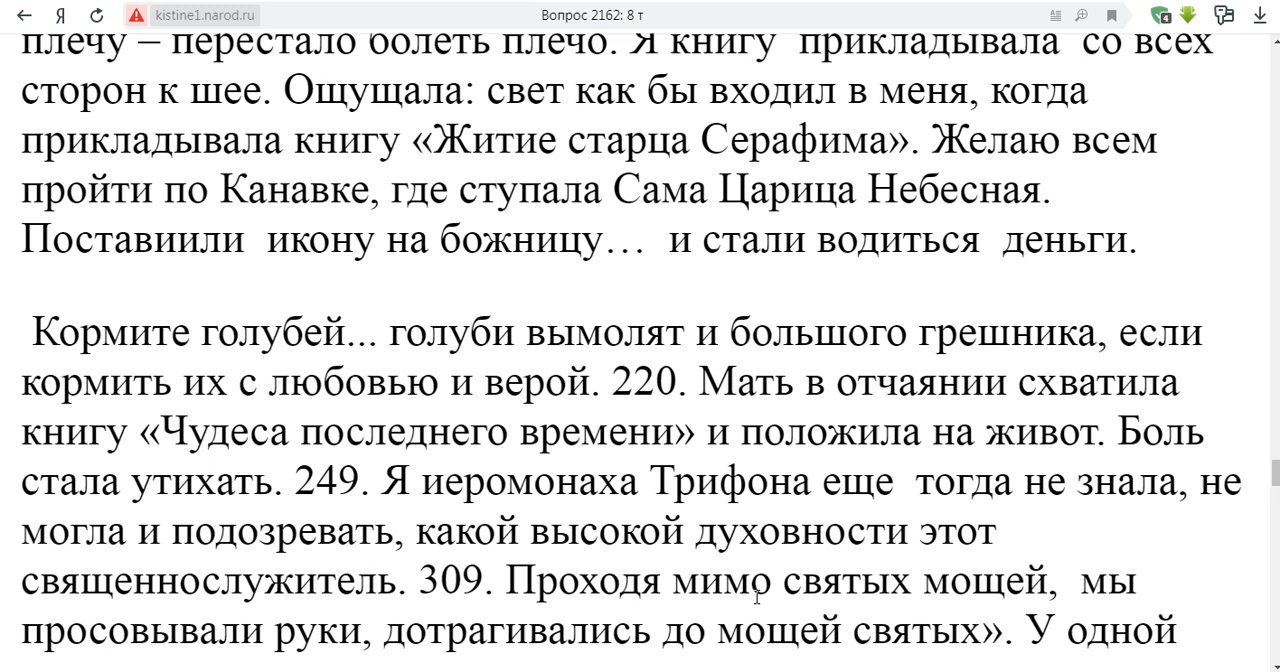 kistine1.narod.ru
Вопрос 2162: 8 т
плечу – перестало болеть плечо. Я книгу прикладывала со всех
сторон к шее. Ощущала: свет как бы входил в меня, когда
прикладывала книгу «Житие старца Серафима». Желаю всем
пройти по Канавке, где ступала Сама Царица Небесная.
Поставиили икону на божницу… и стали водиться деньги.
Кормите голубей... голуби вымолят и большого грешника, если
кормить их с любовью и верой. 220. Мать в отчаянии схватила
книгу «Чудеса последнего времени» и положила на живот. Боль
стала утихать. 249. Я иеромонаха Трифона еще тогда не знала, не
могла и подозревать, какой высокой духовности этот
священнослужитель. 309. Проходя мимо святых мощей, мы
просовывали руки, дотрагивались до мощей святых». У одной